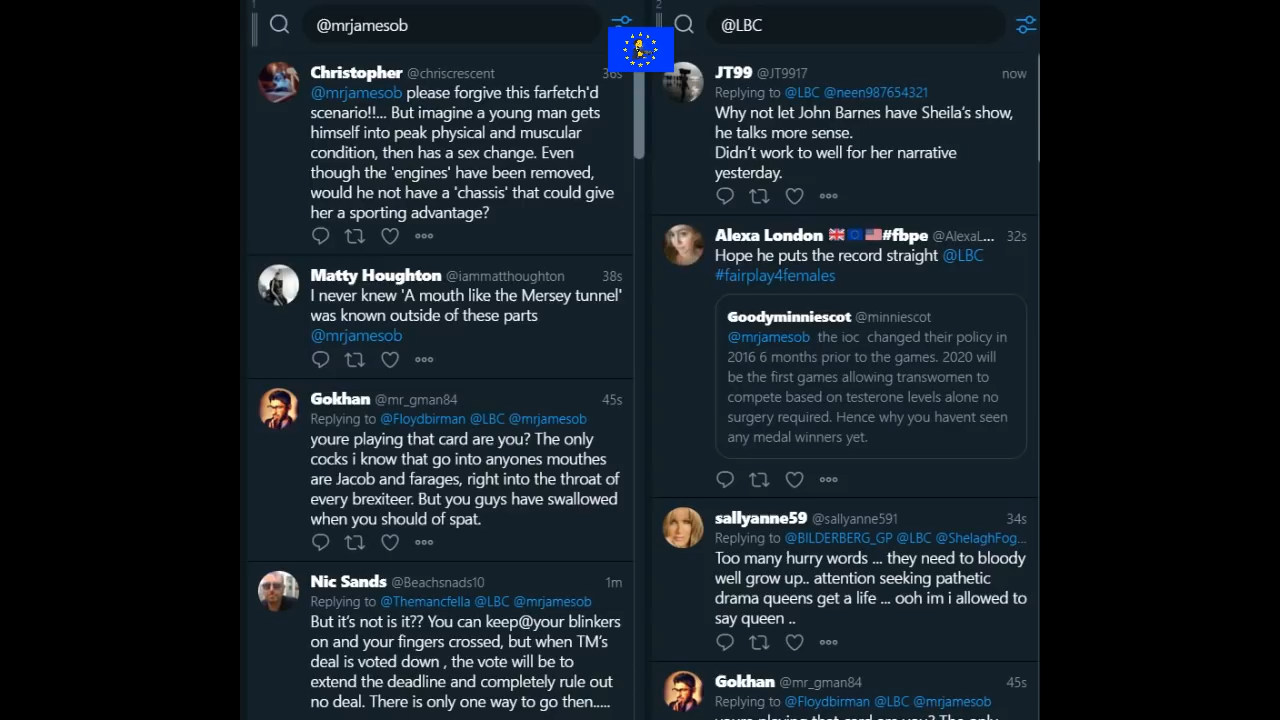 1
@mrjamesob
Christopher @chriscrescent 36s
@mrjamesob please forgive this farfetch'd
scenario!!... But imagine a young man gets
himself into peak physical and muscular
condition, then has a sex change. Even
though the 'engines' have been removed,
would he not have a 'chassis' that could give
her a sporting advantage?
Matty Houghton @iammatthoughton 38s
I never knew 'A mouth like the Mersey tunnel'
was known outside of these parts
@mrjamesob
Gokhan @mr_gman84 45s
Replying to @Floydbirman @LBC @mrjamesob
youre playing that card are you? The only
cocks i know that go into anyones mouthes
are Jacob and farages, right into the throat of
every brexiteer. But you guys have swallowed
when you should of spat.
Nic Sands @Beachsnads10 1m
Replying to @Themancfella @LBC @mrjamesob
But it's not is it?? You can keep@your blinkers
on and your fingers crossed, but when TM's
deal is voted down , the vote will be to
extend the deadline and completely rule out
no deal. There is only one way to go then.....
2
@LBC
JT99 @JT9917 now
Replying to @LBC @neen987654321
Why not let John Barnes have Sheila's show,
he talks more sense.
Didn't work to well for her narrative
yesterday.
Alexa London 🇬🇧🇪🇺🇺🇸#fbpe @AlexaL... 32s
Hope he puts the record straight @LBC
#fairplay4females
Goodyminniescot @minniescot
@mrjamesob the ioc changed their policy in
2016 6 months prior to the games. 2020 will
be the first games allowing transwomen to
compete based on testerone levels alone no
surgery required. Hence why you havent seen
any medal winners yet.
sallyanne59 @sallyanne591 34s
Replying to @BILDERBERG_GP @LBC @ShelaghFog...
Too many hurry words ... they need to bloody
well grow up.. attention seeking pathetic
drama queens get a life ... ooh im i allowed to
say queen ..
Gokhan @mr_gman84 45s
Replying to @Floydbirman @LBC @mrjamesob
youre playing that card are you? The only